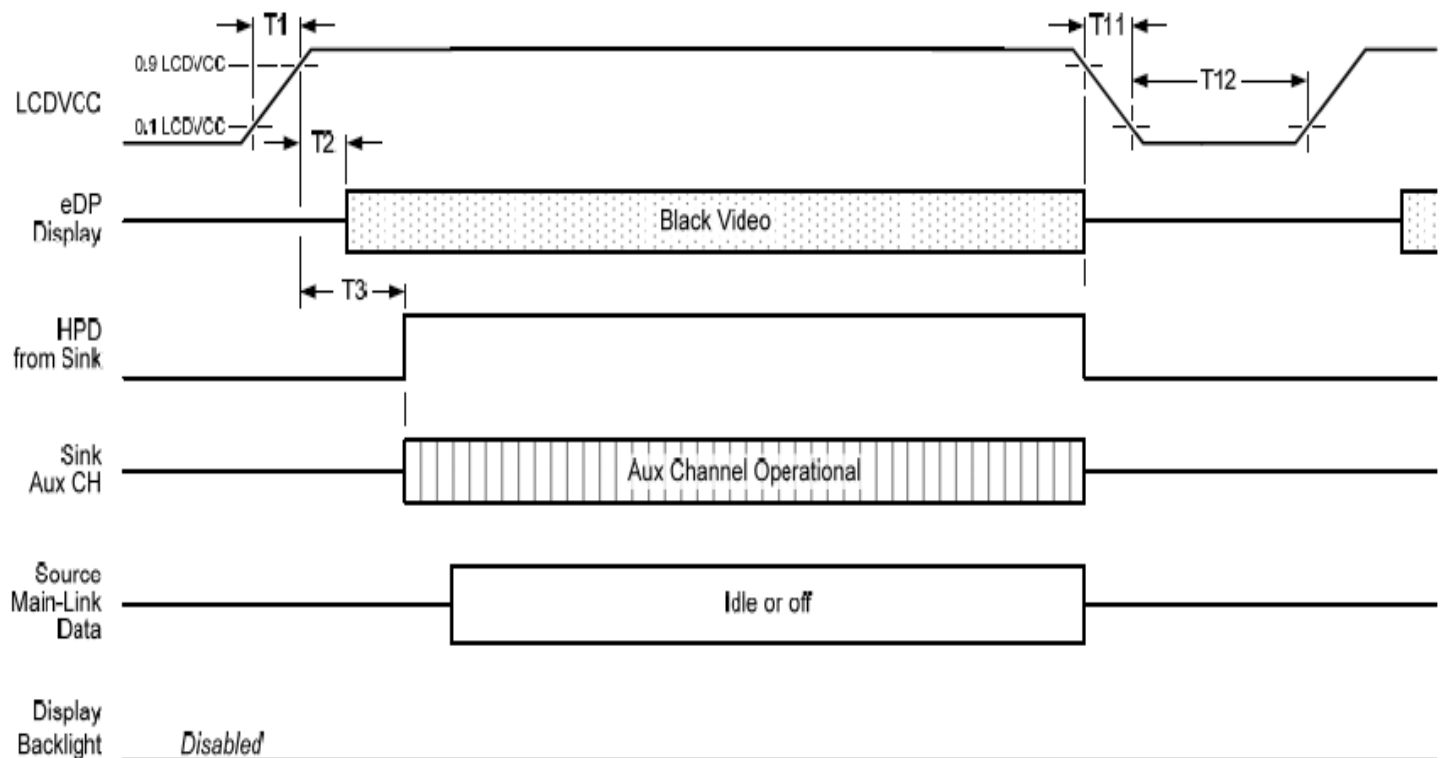 T1
T11
0.9 LCDVCC
LCDVCC
T12
0.1 LCDVCC
T2
eDP
Display
Black Video
T3
HPD
from Sink
Sink
Aux CH
Aux Channel Operational
Source
Main-Link
Data
Idle or off
Display
Backlight
Disabled